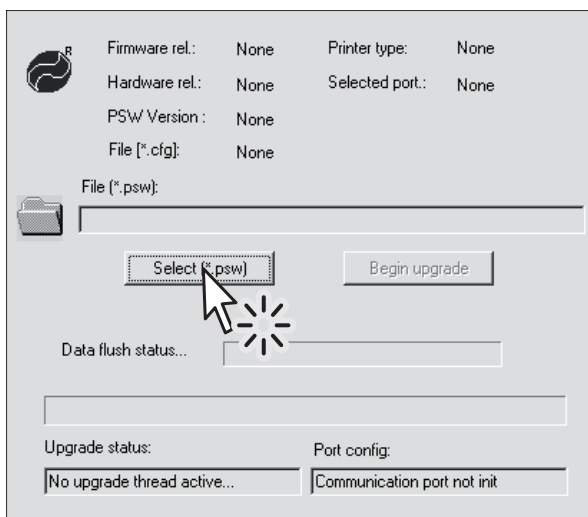 R
Firmware rel.: None Printer type: None
Hardware rel.: None Selected port.: None
PSW Version : None
File [*.cfg]: None
File (*.psw):
Select (*.psw) Begin upgrade
Data flush status...
Upgrade status: Port config:
No upgrade thread active... Communication port not init